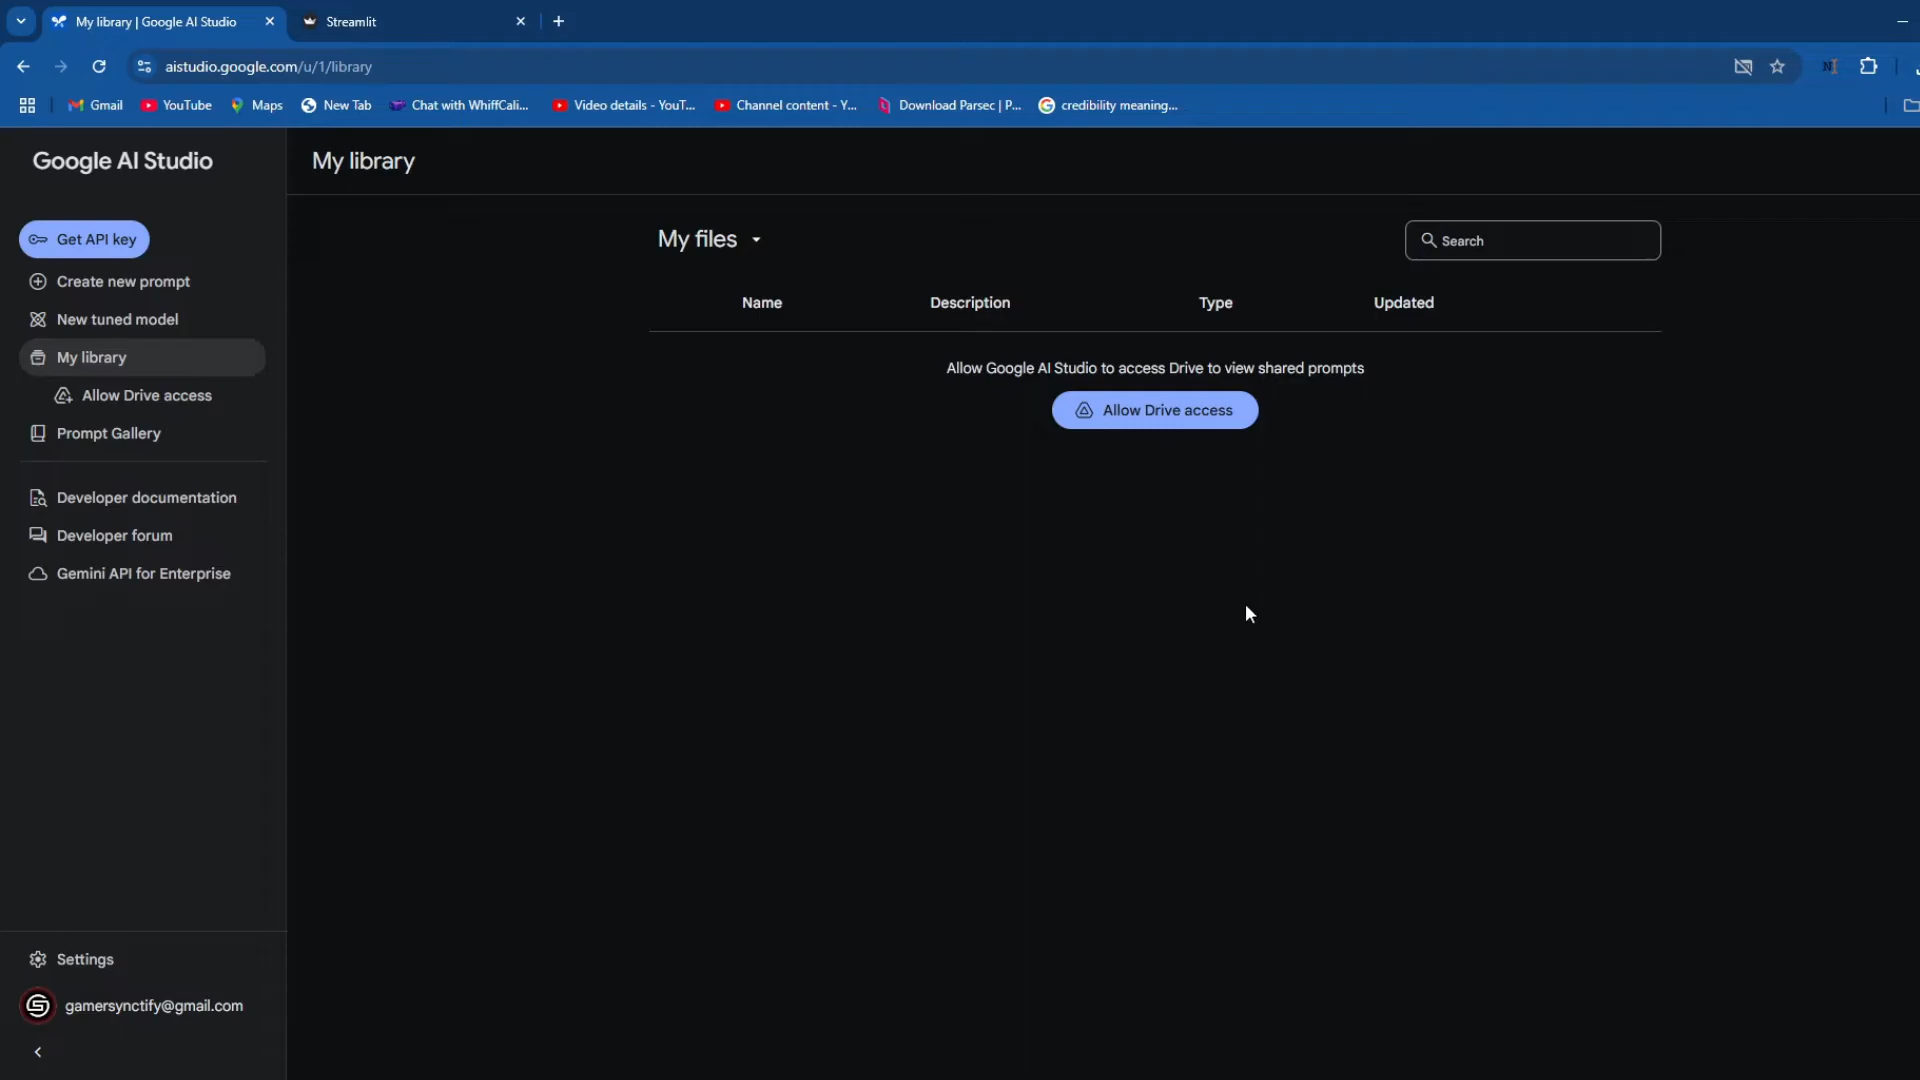 My library | Google AI Studio
Streamlit
aistudio.google.com/u/1/library
Gmail
YouTube
Maps
New Tab
Chat with WhiffCali...
Video details - YouT...
Channel content - Y...
Download Parsec | P...
credibility meaning...
Google AI Studio
My library
Get API key
My files
Search
Create new prompt
Name
Description
Type
Updated
New tuned model
My library
Allow Google AI Studio to access Drive to view shared prompts
Allow Drive access
Allow Drive access
Prompt Gallery
Developer documentation
Developer forum
Gemini API for Enterprise
Settings
gamersynctify@gmail.com